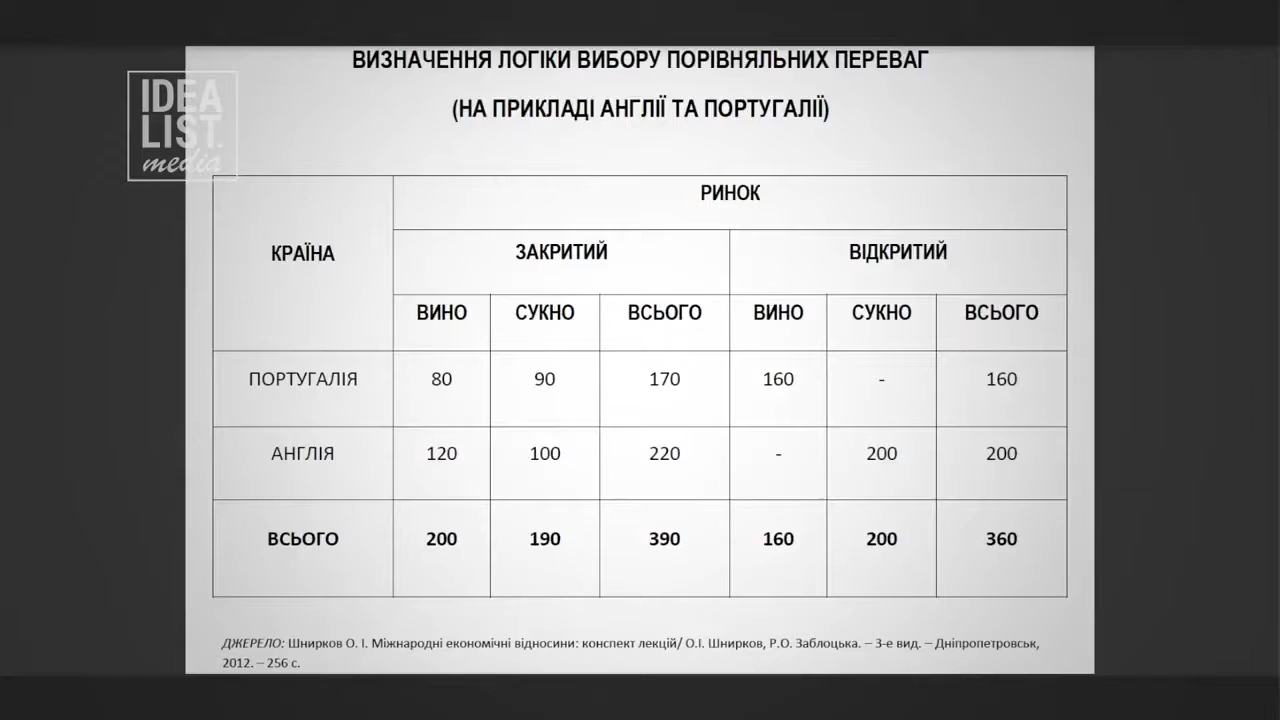 ВИЗНАЧЕННЯ ЛОГІКИ ВИБОРУ ПОРІВНЯЛЬНИХ ПЕРЕВАГ
(НА ПРИКЛАДІ АНГЛІЇ ТА ПОРТУГАЛІЇ)
IDEA
LIST.
media
КРАЇНА
РИНОК
ЗАКРИТИЙ ВІДКРИТИЙ
ВИНО СУКНО ВСЬОГО ВИНО СУКНО ВСЬОГО
ПОРТУГАЛІЯ 80 90 170 160 - 160
АНГЛІЯ 120 100 220 - 200 200
ВСЬОГО 200 190 390 160 200 360
ДЖЕРЕЛО: Шнирков О. І. Міжнародні економічні відносини: конспект лекцій/ О.І. Шнирков, Р.О. Заблоцька. – 3-е вид. – Дніпропетровськ,
2012. – 256 с.